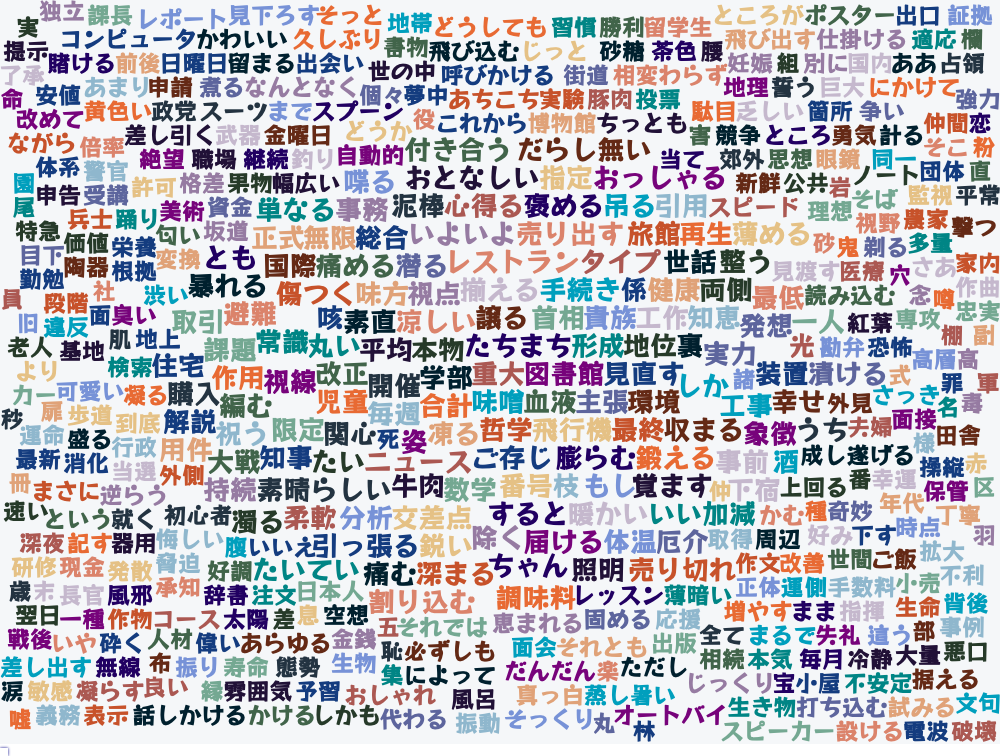 実 独立 課長 レポート 見下ろす そっと 地帯 どうしても 習慣 勝利 留学生 ところが ポスター 出口 証拠
提示 コンピュータ かわいい 久しぶり 書物 飛び込む じっと 砂糖 茶色 腰 飛び出す 仕掛ける 適応 欄
了承 賭ける 前後 日曜日 留まる 出会い 世の中 呼びかける 街道 相変わらず 妊娠 組 別に 国内 ああ 占領
命 安値 あまり 申請 煮る なんとなく 個々 夢中 あちこち 実験 豚肉 投票 地理 誓う 巨大 にかけて 強力
改めて 黄色い 政党 スーツ まで スプーン 役 これから 博物館 ちっとも 駄目 乏しい 箇所 争い 仲間 恋
ながら 倍率 差し引く 武器 金曜日 どうか 付き合う だらし無い 害 競争 ところ 勇気 計る そこ 粉
体系 警官 絶望 職場 継続 釣り 自動的 当て 郊外 思想 眼鏡 同一 ノート 団体 直
園 申告 受講 許可 格差 果物 幅広い 喋る おとなしい 指定 おっしゃる 新鮮 公共 岩 監視 平常
尾 兵士 踊り 美術 資金 単なる 事務 泥棒 心得る 褒める 吊る 引用 スピード 理想 そば 視野 農家 撃つ
特急 価値 栄養 匂い 坂道 正式 無限 総合 いよいよ 売り出す 旅館 再生 薄める 砂 鬼 剃る 多量
目下 陶器 根拠 変換 とも 国際 痛める 潜る レストラン タイプ 世話 整う 見渡す 医療 穴 さあ 家内
勤勉 社 渋い 暴れる 傷つく 味方 視点 揃える 手続き 係 健康 両側 最低 読み込む 念 噂 作曲
員 段階 面 臭い 取引 避難 咳 素直 涼しい 譲る 首相 貴族 工作 知恵 発想 一人 紅葉 専攻 忠実
旧 違反 肌 地上 課題 常識 丸い 平均 本物 たちまち 形成 地位 裏 実力 光 勘弁 恐怖 棚 副
老人 基地 検索 住宅 作用 視線 改正 開催 学部 重大 図書館 見直す しか 諸 装置 漬ける 式 高層 高
より カー 可愛い 凝る 購入 編む 児童 毎週 合計 味噌 血液 主張 環境 工事 幸せ 外見 さっき 罪 軍
秒 扉 歩道 到底 解説 祝う 限定 関心 死 姿 凍る 哲学 飛行機 最終 収まる 象徴 うち 夫婦 面接 名 毒
運命 盛る 行政 用件 大戦 知事 たい ニュース ご存じ 膨らむ 鍛える 事前 酒 成し遂げる 様 田舎
最新 消化 当選 外側 持続 素晴らしい 牛肉 数学 番号 枝 もし 覚ます 仲 下宿 上回る 番 幸運 操縦 赤
冊 まさに 逆らう 初心者 濁る 柔軟 分析 交差点 すると 暖かい いい加減 かむ 種 奇妙 年代 保管 区
速い という 就く 悔しい 腹 いいえ 引っ張る 鋭い 除く 届ける 体温 厄介 取得 周辺 好み 下す 時点 丁寧 羽
深夜 記す 器用 脅迫 好調 たいてい 痛む 深まる ちゃん 照明 売り切れ 作文 改善 世間 ご飯 拡大
研修 現金 発散 承知 辞書 注文 日本人 割り込む 調味料 レッスン 薄暗い 正体 運 側 手数料 小売 不利
歳末 長官 風邪 コース 太陽 差 息 空想 五 それでは 恵まれる 固める 応援 増やす まま 指揮 生命 背後
翌日 一種 作物 人材 偉い あらゆる 金銭 恥 必ずしも 面会 それとも 出版 全て まるで 失礼 違う 部 事例
戦後 いや 砕く 寿命 態勢 生物 集 によって だんだん 楽 ただし 相続 本気 毎月 冷静 大量 悪口
差し出す 無線 布 振り 雰囲気 予習 おしゃれ 風呂 真っ白 蒸し暑い じっくり 宝 小屋 不安定 据える
涙 敏感 凝らす 良い 縁 しかも 代わる 振動 そっくり 丸 オートバイ 生き物 打ち込む 試みる 文句
嘘 義務 表示 話しかける かける 林 スピーカー 設ける 電波 破壊